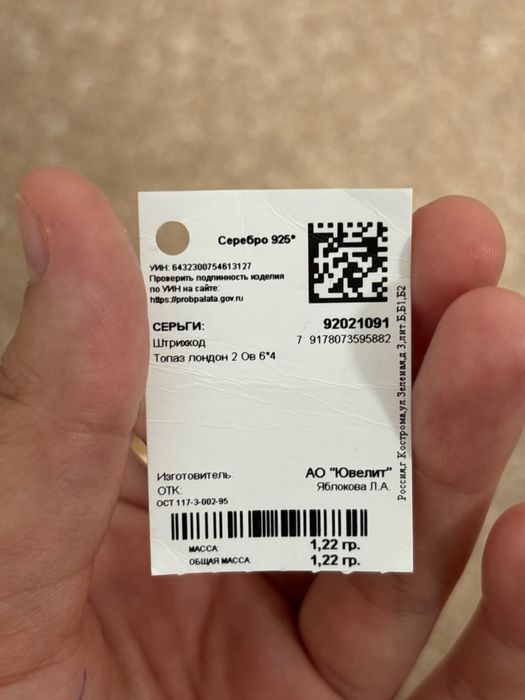 Серебро 925*
УИН: 6432300754613127
Проверить подлинность изделия
по УИН на сайте:
https://probpalata.gov.ru
СЕРЬГИ: 92021091
Штрихкод 7 9178073595882
Топаз лондон 2 Ов 6*4
Россия,г Кострома,ул.Зеленая,д 3,лит.Б,Б1,Б2
Изготовитель АО "Ювелит"
ОТК: Яблокова Л.А.
ОСТ 117-3-002-95
МАССА: 1,22 гр.
ОБЩАЯ МАССА 1,22 гр.